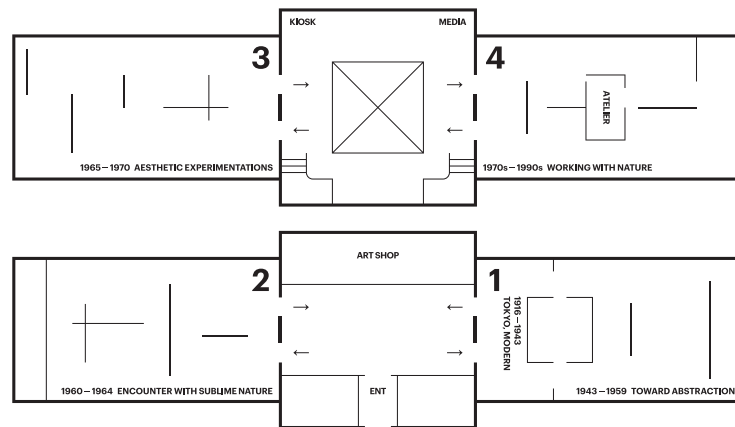 KIOSK
MEDIA
3
4
ATELIER
1965–1970 AESTHETIC EXPERIMENTATIONS
1970s–1990s WORKING WITH NATURE
ART SHOP
2
1
1916–1943
TOKYO, MODERN
1960–1964 ENCOUNTER WITH SUBLIME NATURE
ENT
1943–1959 TOWARD ABSTRACTION